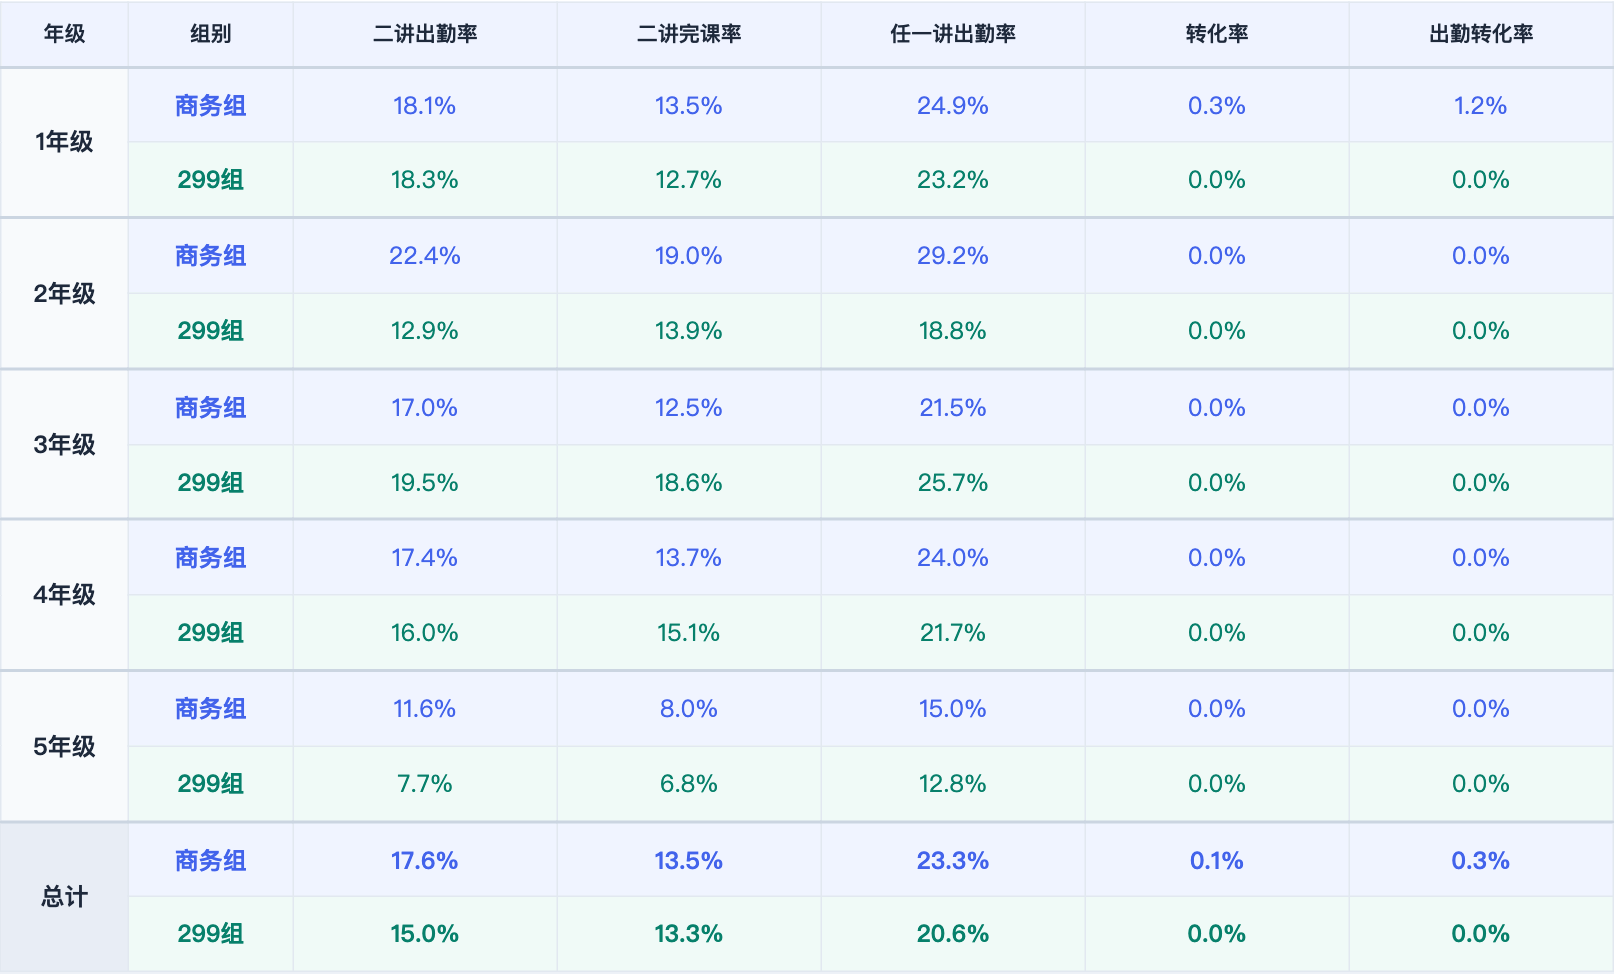 年级 组别 二讲出勤率 二讲完课率 任一讲出勤率 转化率 出勤转化率
1年级 商务组 18.1% 13.5% 24.9% 0.3% 1.2%
299组 18.3% 12.7% 23.2% 0.0% 0.0%
2年级 商务组 22.4% 19.0% 29.2% 0.0% 0.0%
299组 12.9% 13.9% 18.8% 0.0% 0.0%
3年级 商务组 17.0% 12.5% 21.5% 0.0% 0.0%
299组 19.5% 18.6% 25.7% 0.0% 0.0%
4年级 商务组 17.4% 13.7% 24.0% 0.0% 0.0%
299组 16.0% 15.1% 21.7% 0.0% 0.0%
5年级 商务组 11.6% 8.0% 15.0% 0.0% 0.0%
299组 7.7% 6.8% 12.8% 0.0% 0.0%
总计 商务组 17.6% 13.5% 23.3% 0.1% 0.3%
299组 15.0% 13.3% 20.6% 0.0% 0.0%